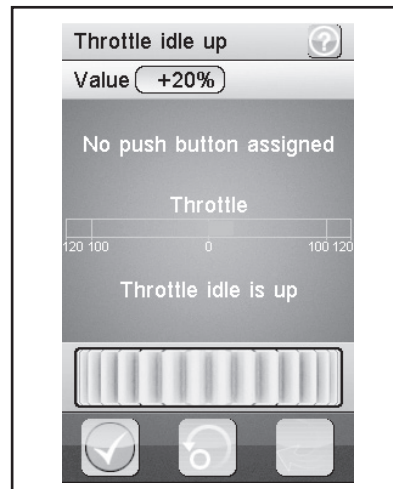 Throttle idle up ?
Value +20%
No push button assigned
Throttle
120 100 0 100 120
Throttle idle is up